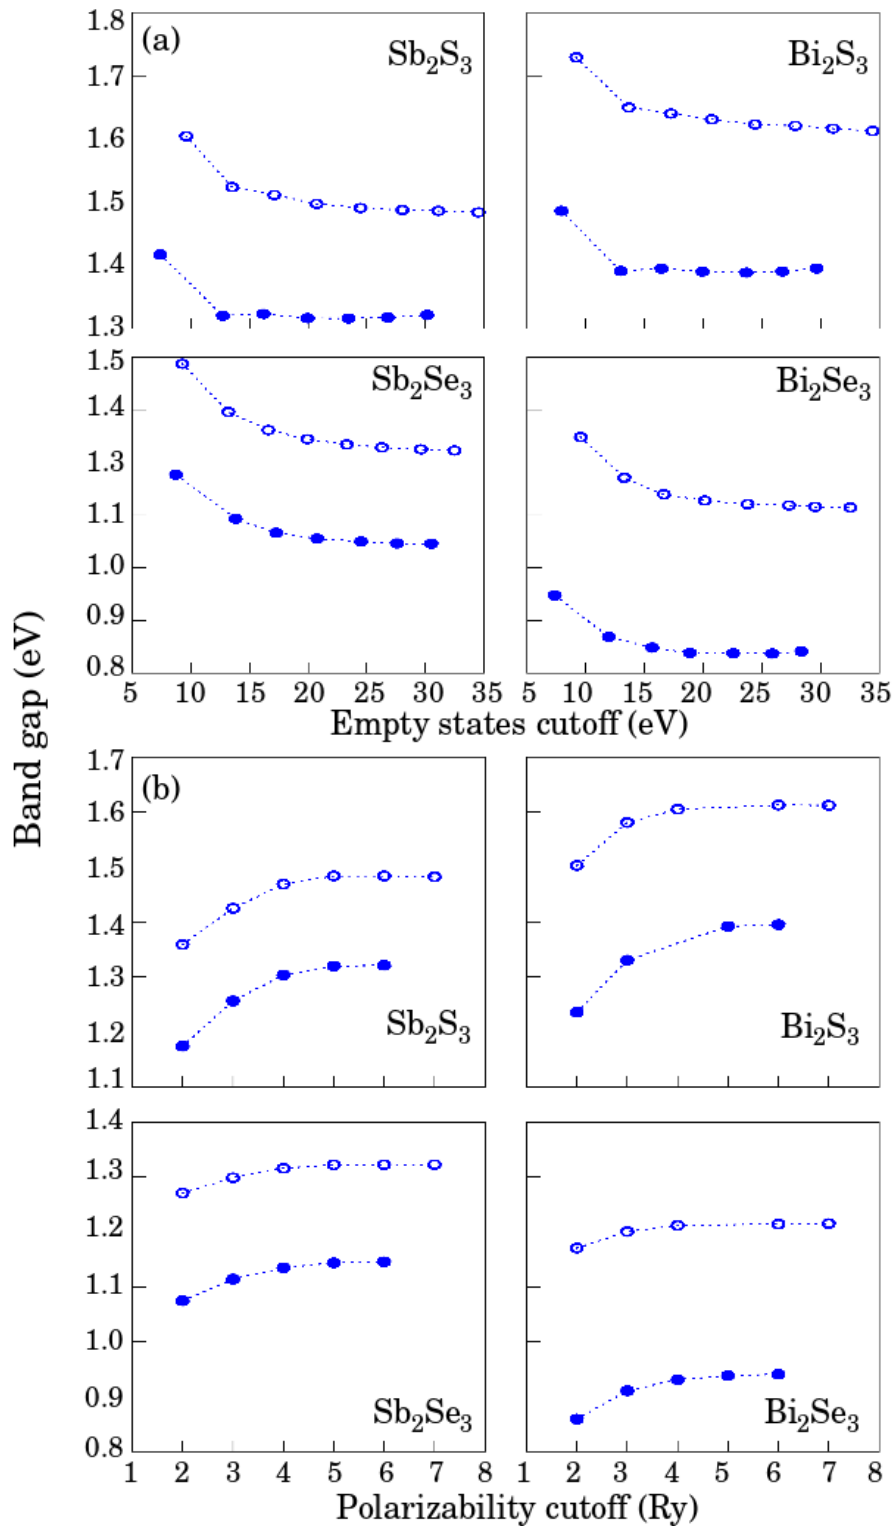 (a)
Sb₂S₃
Bi₂S₃
1.8
1.7
1.6
1.5
1.4
1.3
Sb₂Se₃
Bi₂Se₃
1.5
1.4
1.3
1.1
1.0
0.9
0.8
5 10 15 20 25 30 35
5 10 15 20 25 30 35
Empty states cutoff (eV)
Band gap (eV)
(b)
1.7
1.6
1.5
1.4
1.3
1.2
1.1
Sb₂S₃
Bi₂S₃
1.4
1.3
1.2
1.1
1.0
0.9
0.8
Sb₂Se₃
Bi₂Se₃
1 2 3 4 5 6 7 8
1 2 3 4 5 6 7 8
Polarizability cutoff (Ry)